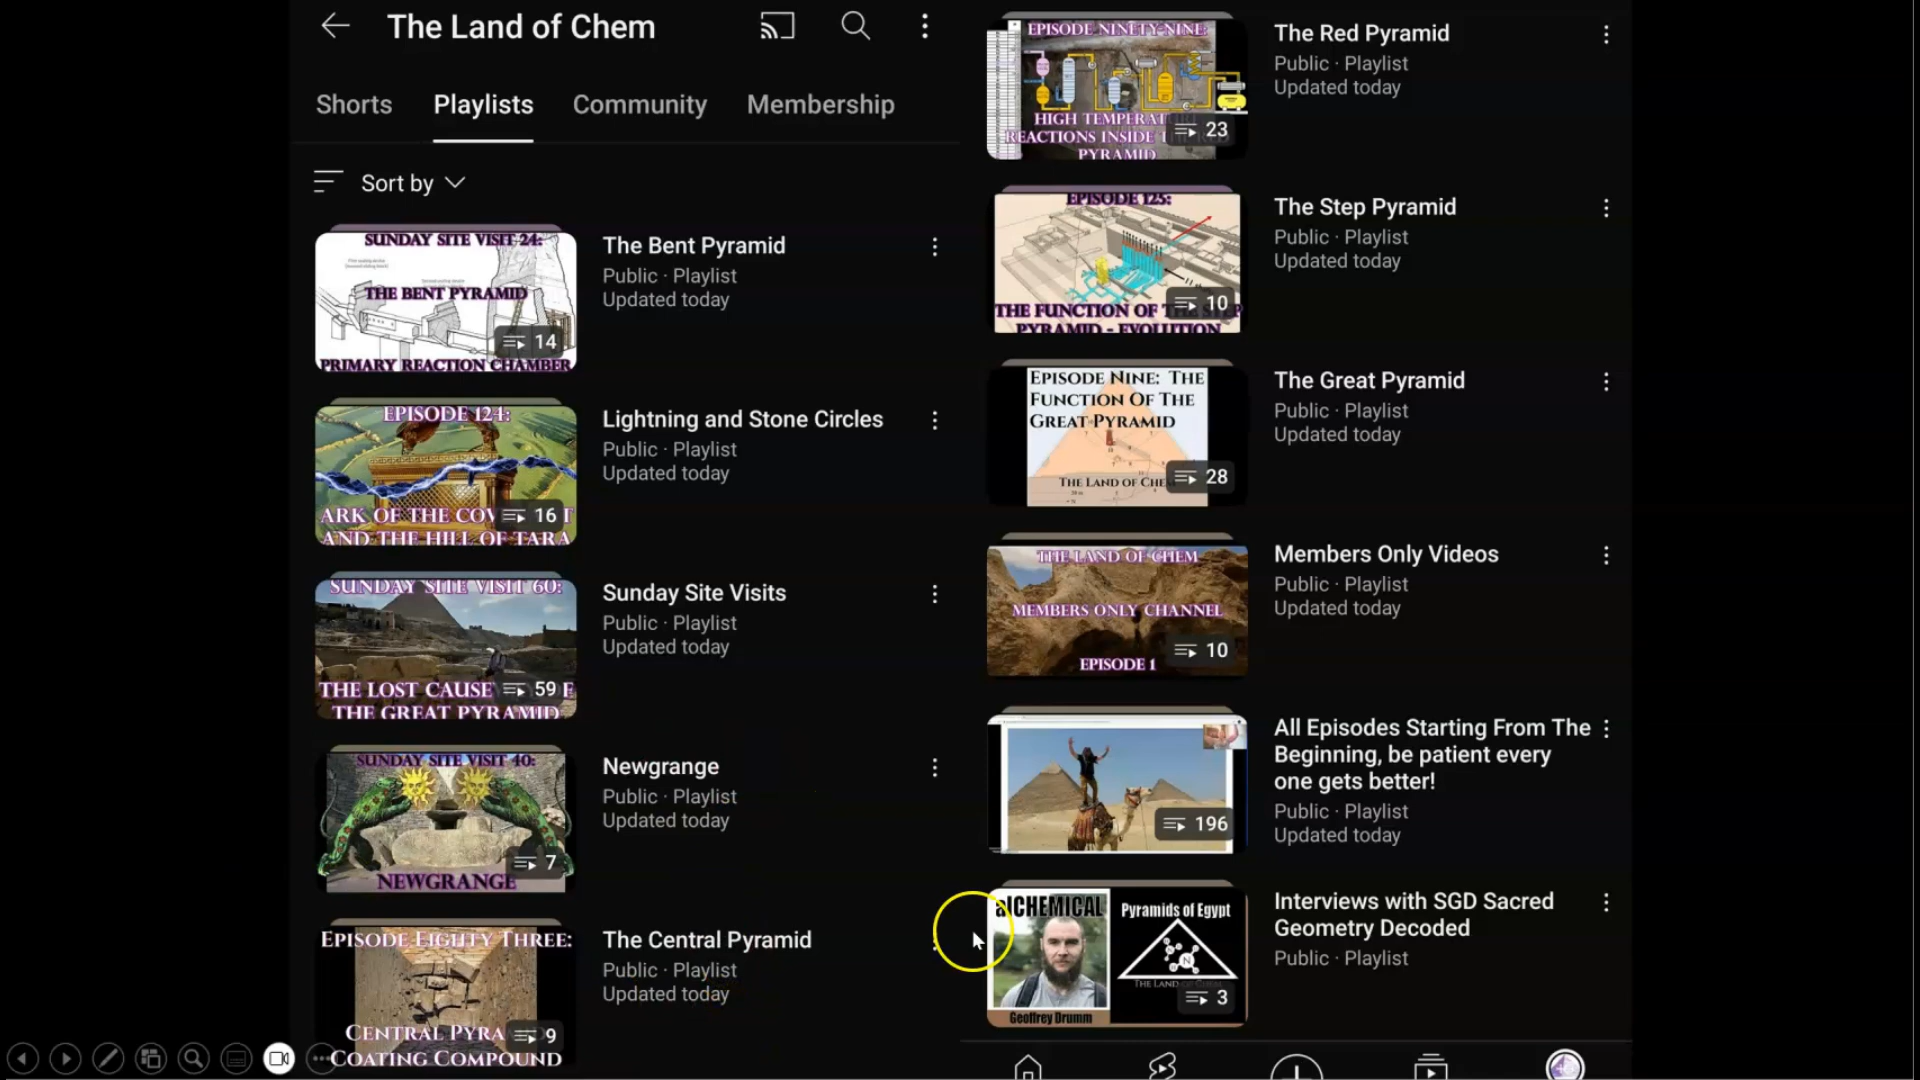 The Land of Chem
Shorts
Playlists
Community
Membership
Sort by
SUNDAY SITE VISIT 24:
THE BENT PYRAMID
PRIMARY REACTION CHAMBER
14
The Bent Pyramid
Public · Playlist
Updated today
EPISODE 124:
ARK OF THE
AND THE HILL OF TARA
16
Lightning and Stone Circles
Public · Playlist
Updated today
SUNDAY SITE VISIT 60:
THE LOST CAUSE
THE GREAT PYRAMID
59
Sunday Site Visits
Public · Playlist
Updated today
SUNDAY SITE VISIT 40:
NEWGRANGE
7
Newgrange
Public · Playlist
Updated today
EPISODE EIGHTY THREE:
CENTRAL
COATING COMPOUND
9
The Central Pyramid
Public · Playlist
Updated today
EPISODE NINETY-NINE:
HIGH
REACTIONS INSIDE
PYRAMID
23
The Red Pyramid
Public · Playlist
Updated today
EPISODE 125:
THE FUNCTION OF THE STEP
PYRAMID - EVOLUTION
10
The Step Pyramid
Public · Playlist
Updated today
EPISODE NINE: THE
FUNCTION OF THE
GREAT PYRAMID
THE LAND OF
28
The Great Pyramid
Public · Playlist
Updated today
THE LAND OF CHEM
MEMBERS ONLY CHANNEL
EPISODE 1
10
Members Only Videos
Public · Playlist
Updated today
196
All Episodes Starting From The
Beginning, be patient every
one gets better!
Public · Playlist
Updated today
alCHEMICAL
Geoffrey Drumm
Pyramids of Egypt
N
THE LAND
3
Interviews with SGD Sacred
Geometry Decoded
Public · Playlist